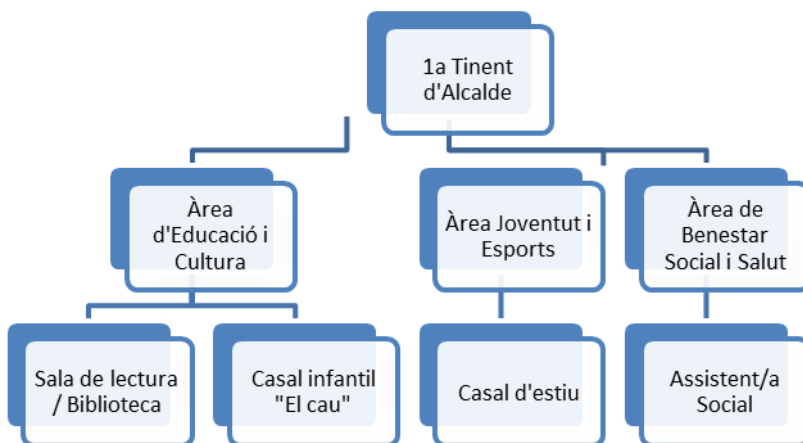 1a Tinent
d'Alcalde
Àrea
d'Educació i
Cultura
Àrea Joventut i
Esports
Àrea de
Benestar
Social i Salut
Sala de lectura
/ Biblioteca
Casal infantil
"El cau"
Casal d'estiu
Assistent/a
Social